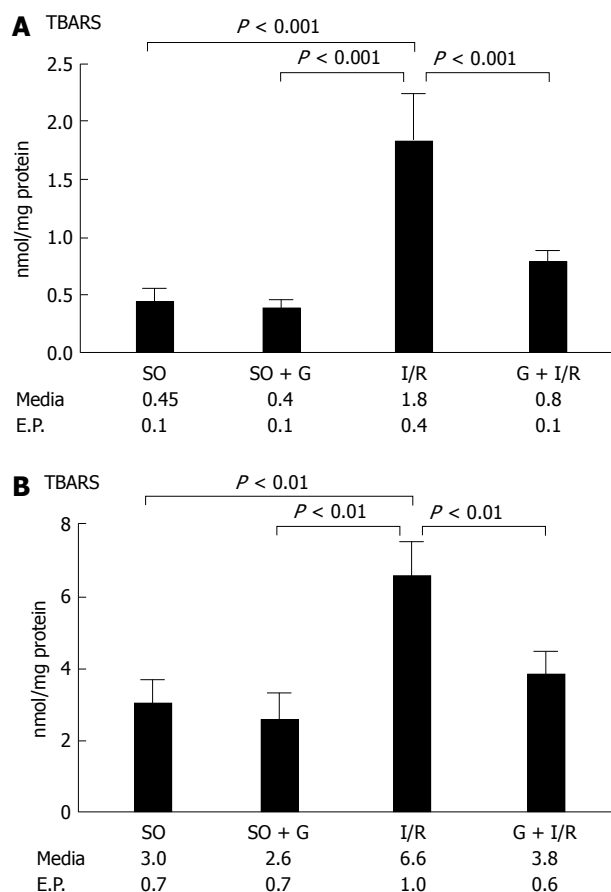 A TBARS
P < 0.001
P < 0.001 P < 0.001
2.5
2.0
1.5
1.0
0.5
0.0
nmol/mg protein
SO SO + G I/R G + I/R
Media 0.45 0.4 1.8 0.8
E.P. 0.1 0.1 0.4 0.1
B TBARS
P < 0.01
P < 0.01 P < 0.01
8
6
4
2
0
nmol/mg protein
SO SO + G I/R G + I/R
Media 3.0 2.6 6.6 3.8
E.P. 0.7 0.7 1.0 0.6